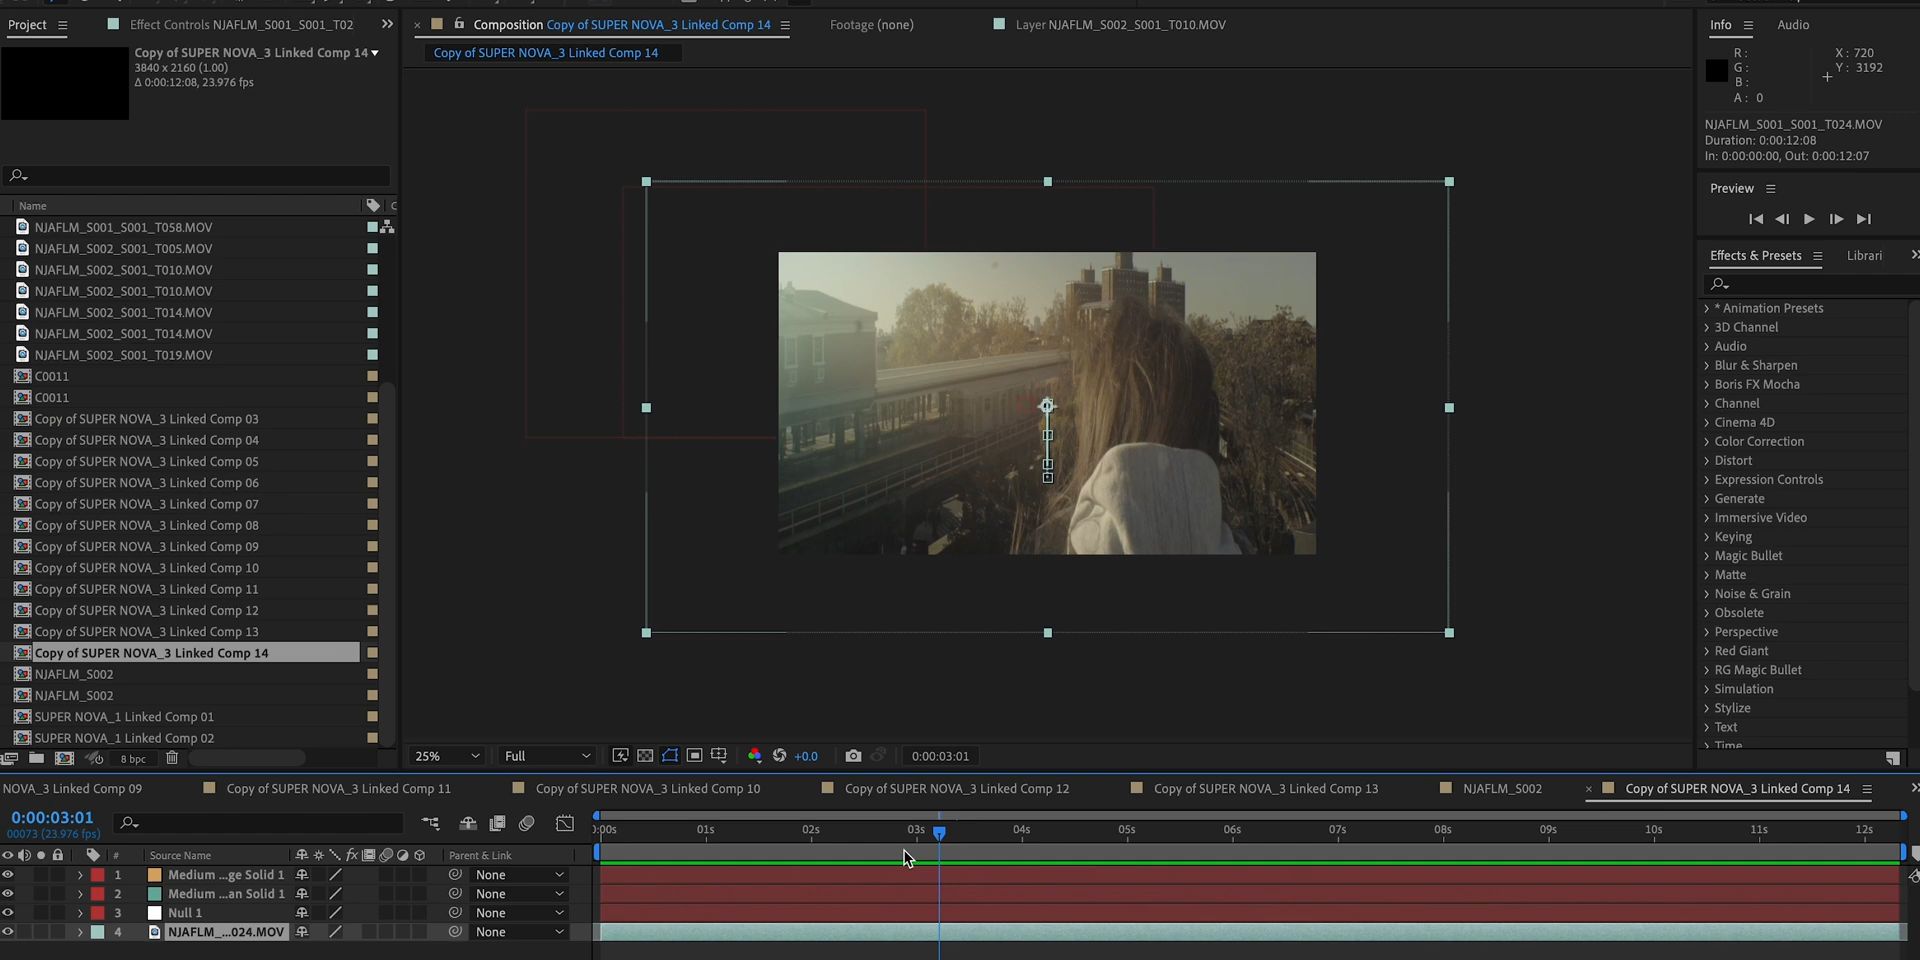 Project
Effect Controls NJAFLM_S001_S001_T02
Composition Copy of SUPER NOVA_3 Linked Comp 14
Footage (none)
Layer NJAFLM_S002_S001_T010.MOV
Info
Audio
Copy of SUPER NOVA_3 Linked Comp 14
3840 x 2160 (1.00)
Δ 0:00:12:08, 23.976 fps
Copy of SUPER NOVA_3 Linked Comp 14
R :
G :
B :
A : 0
X : 720
Y : 3192
NJAFLM_S001_S001_T024.MOV
Duration: 0:00:12:08
In: 0:00:00:00, Out: 0:00:12:07
Preview
Effects & Presets
Librari
Name
NJAFLM_S001_S001_T058.MOV
NJAFLM_S002_S001_T005.MOV
NJAFLM_S002_S001_T010.MOV
NJAFLM_S002_S001_T010.MOV
NJAFLM_S002_S001_T014.MOV
NJAFLM_S002_S001_T014.MOV
NJAFLM_S002_S001_T019.MOV
C0011
C0011
Copy of SUPER NOVA_3 Linked Comp 03
Copy of SUPER NOVA_3 Linked Comp 04
Copy of SUPER NOVA_3 Linked Comp 05
Copy of SUPER NOVA_3 Linked Comp 06
Copy of SUPER NOVA_3 Linked Comp 07
Copy of SUPER NOVA_3 Linked Comp 08
Copy of SUPER NOVA_3 Linked Comp 09
Copy of SUPER NOVA_3 Linked Comp 10
Copy of SUPER NOVA_3 Linked Comp 11
Copy of SUPER NOVA_3 Linked Comp 12
Copy of SUPER NOVA_3 Linked Comp 13
Copy of SUPER NOVA_3 Linked Comp 14
NJAFLM_S002
NJAFLM_S002
SUPER NOVA_1 Linked Comp 01
SUPER NOVA_1 Linked Comp 02
8 bpc
* Animation Presets
3D Channel
Audio
Blur & Sharpen
Boris FX Mocha
Channel
Cinema 4D
Color Correction
Distort
Expression Controls
Generate
Immersive Video
Keying
Magic Bullet
Matte
Noise & Grain
Obsolete
Perspective
Red Giant
RG Magic Bullet
Simulation
Stylize
Text
Time
25%
Full
+0.0
0:00:03:01
NOVA_3 Linked Comp 09
Copy of SUPER NOVA_3 Linked Comp 11
Copy of SUPER NOVA_3 Linked Comp 10
Copy of SUPER NOVA_3 Linked Comp 12
Copy of SUPER NOVA_3 Linked Comp 13
NJAFLM_S002
Copy of SUPER NOVA_3 Linked Comp 14
0:00:03:01
00073 (23.976 fps)
):00s 01s 02s 03s 04s 05s 06s 07s 08s 09s 10s 11s 12s
# Source Name fx Parent & Link
1 Medium ...ge Solid 1 None
2 Medium ...an Solid 1 None
3 Null 1 None
4 NJAFLM_...024.MOV None